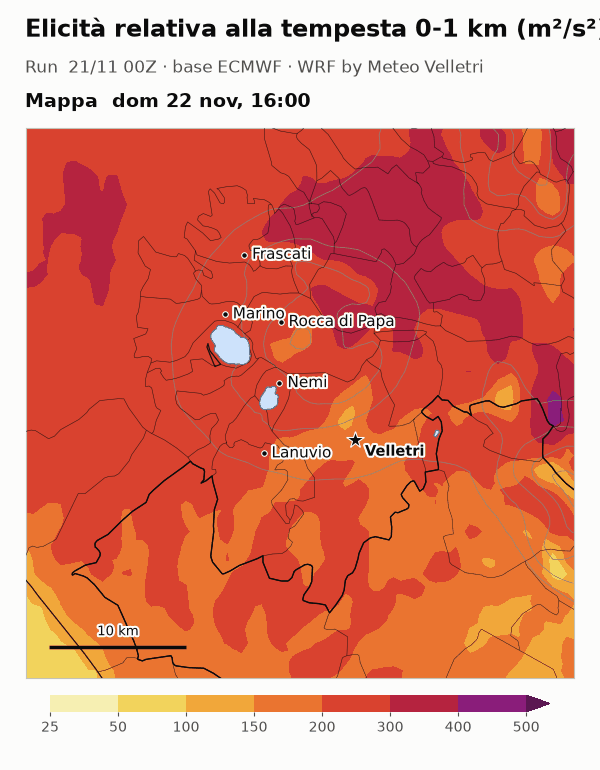 Elicità relativa alla tempesta 0-1 km (m²/s²)
Run 21/11 00Z · base ECMWF · WRF by Meteo Velletri
Mappa dom 22 nov, 16:00
Frascati
Marino
Rocca di Papa
Nemi
Velletri
Lanuvio
10 km
25 50 100 150 200 300 400 500